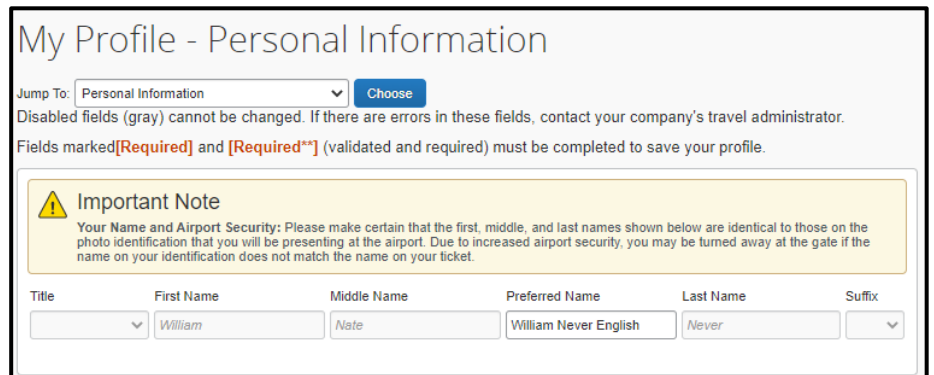 My Profile - Personal Information
Jump To: Personal Information Choose
Disabled fields (gray) cannot be changed. If there are errors in these fields, contact your company's travel administrator.
Fields marked[Required] and [Required**] (validated and required) must be completed to save your profile.
Important Note
Your Name and Airport Security: Please make certain that the first, middle, and last names shown below are identical to those on the
photo identification that you will be presenting at the airport. Due to increased airport security, you may be turned away at the gate if the
name on your identification does not match the name on your ticket.
Title First Name Middle Name Preferred Name Last Name Suffix
William Nate William Never English Never